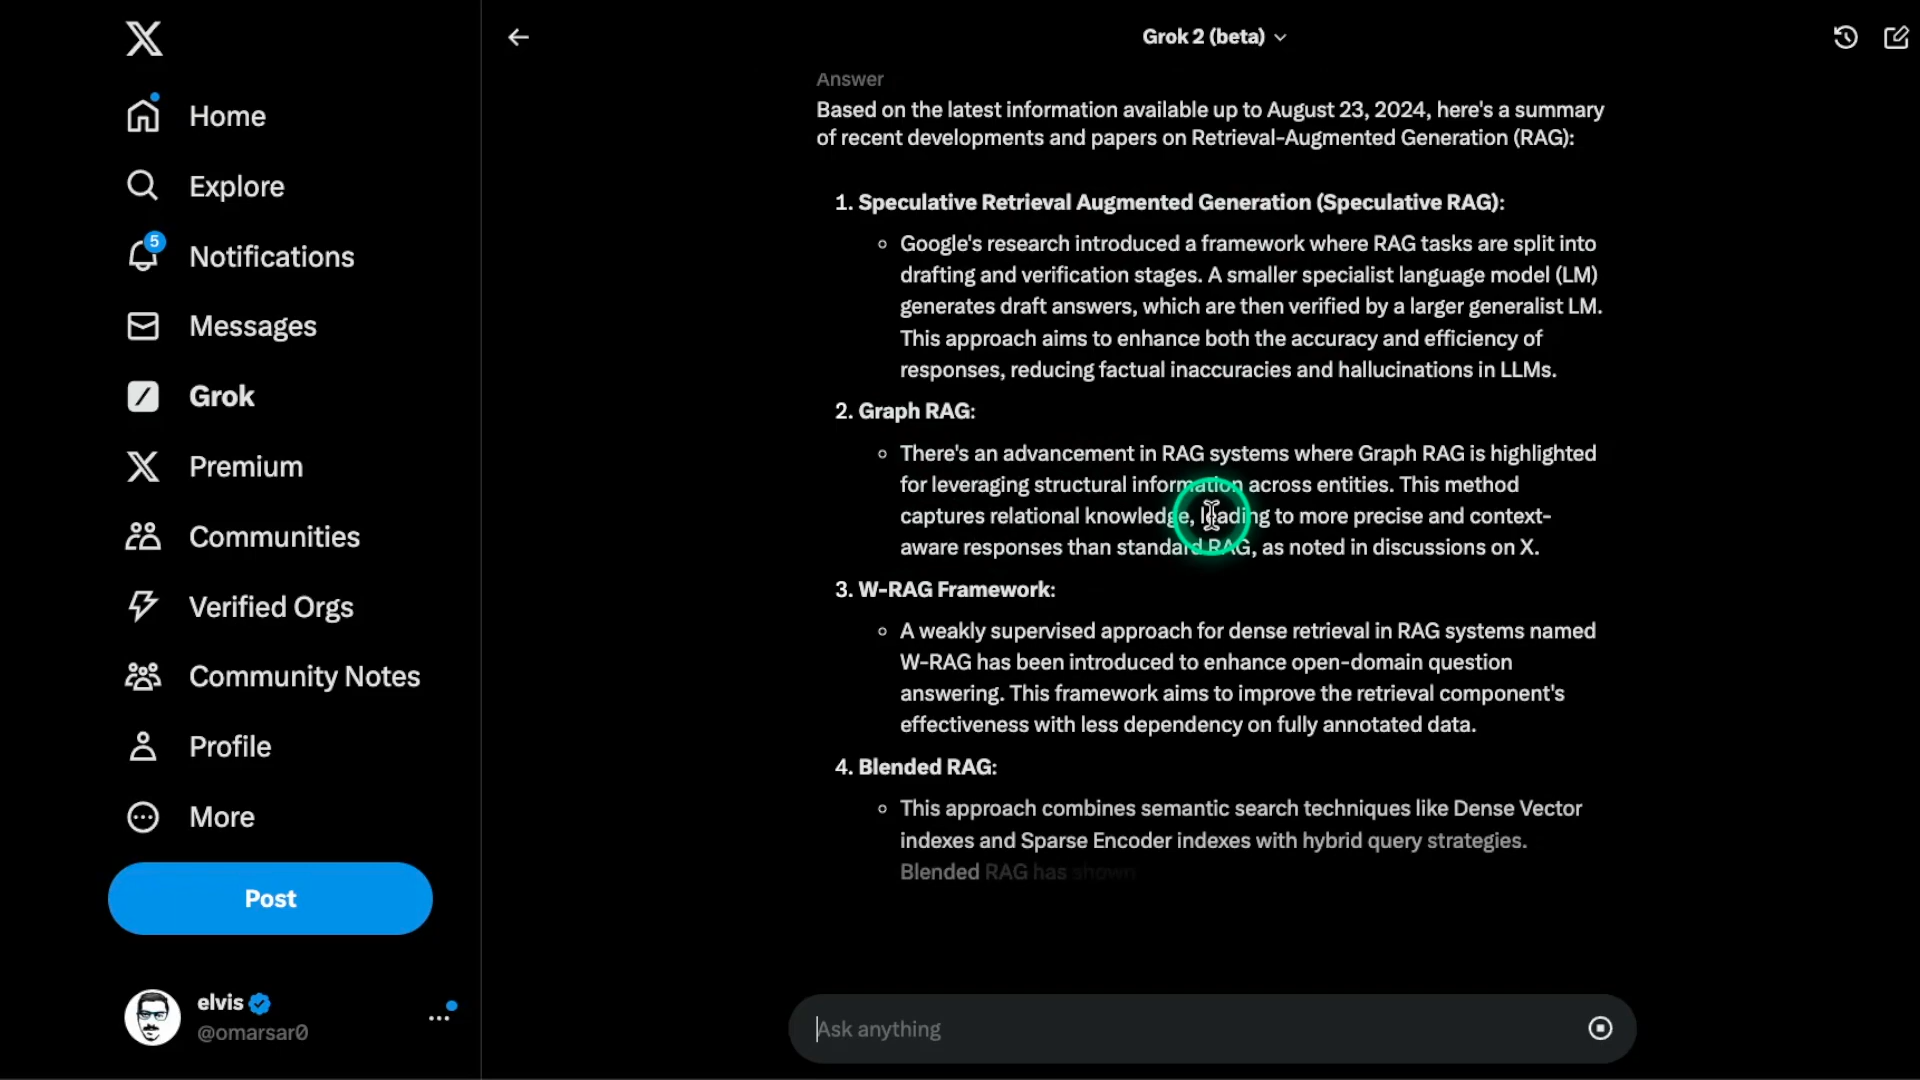 Home
Explore
5
Notifications
Messages
Grok
Premium
Communities
Verified Orgs
Community Notes
Profile
More
Post
elvis
@omarsar0
Grok 2 (beta)
Answer
Based on the latest information available up to August 23, 2024, here's a summary
of recent developments and papers on Retrieval-Augmented Generation (RAG):
1. Speculative Retrieval Augmented Generation (Speculative RAG):
Google's research introduced a framework where RAG tasks are split into
drafting and verification stages. A smaller specialist language model (LM)
generates draft answers, which are then verified by a larger generalist LM.
This approach aims to enhance both the accuracy and efficiency of
responses, reducing factual inaccuracies and hallucinations in LLMs.
2. Graph RAG:
There's an advancement in RAG systems where Graph RAG is highlighted
for leveraging structural information across entities. This method
captures relational knowledge, leading to more precise and context-
aware responses than standard RAG, as noted in discussions on X.
3. W-RAG Framework:
A weakly supervised approach for dense retrieval in RAG systems named
W-RAG has been introduced to enhance open-domain question
answering. This framework aims to improve the retrieval component's
effectiveness with less dependency on fully annotated data.
4. Blended RAG:
This approach combines semantic search techniques like Dense Vector
indexes and Sparse Encoder indexes with hybrid query strategies.
Blended RAG has shown
Ask anything